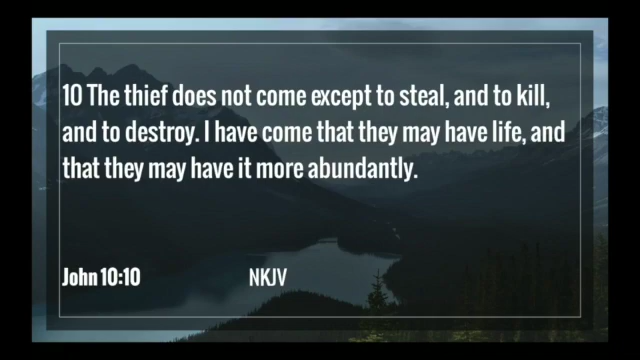 10 The thief does not come except to steal, and to kill,
and to destroy. I have come that they may have life, and
that they may have it more abundantly.
John 10:10 NKJV